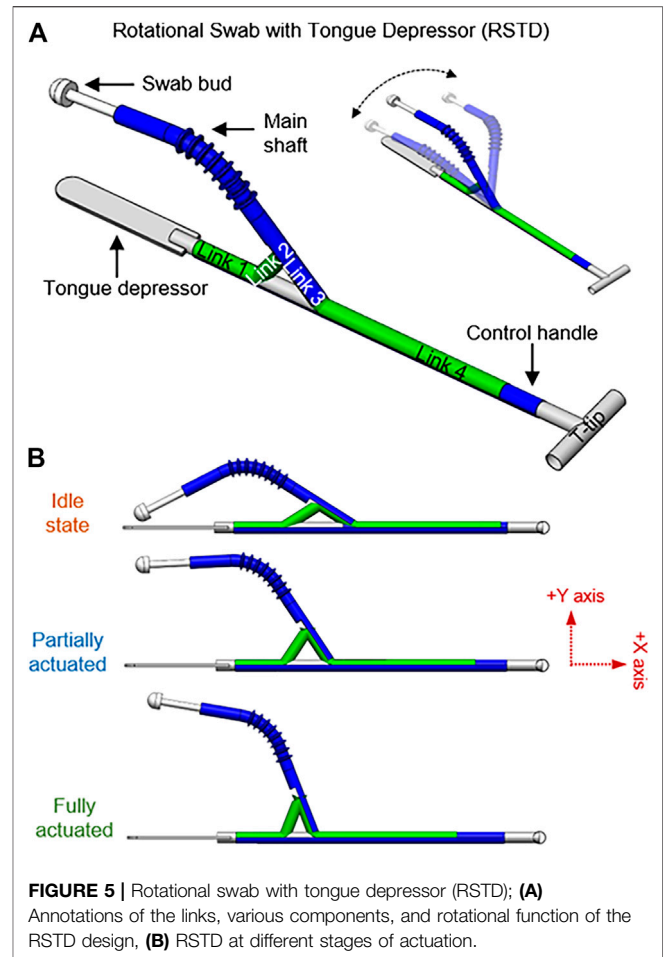 A
Rotational Swab with Tongue Depressor (RSTD)
Swab bud
Main
shaft
Link 1
Link 2
Link 3
Tongue depressor
Control handle
Link 4
T-tip
B
Idle
state
+Y axis
Partially
actuated
+X axis
Fully
actuated
FIGURE 5 | Rotational swab with tongue depressor (RSTD); (A)
Annotations of the links, various components, and rotational function of the
RSTD design, (B) RSTD at different stages of actuation.